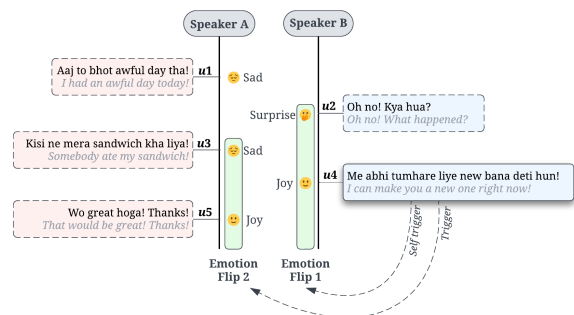 Speaker A
Speaker B
Aaj to bhot awful day tha!
I had an awful day today!
u1
Sad
u2
Oh no! Kya hua?
Oh no! What happened?
Surprise
Kisi ne mera sandwich kha liya!
Somebody ate my sandwich!
u3
Sad
u4
Me abhi tumhare liye new bana deti hun!
I can make you a new one right now!
Joy
Wo great hoga! Thanks!
That would be great! Thanks!
u5
Joy
Self trigger
Trigger
Emotion
Flip 2
Emotion
Flip 1